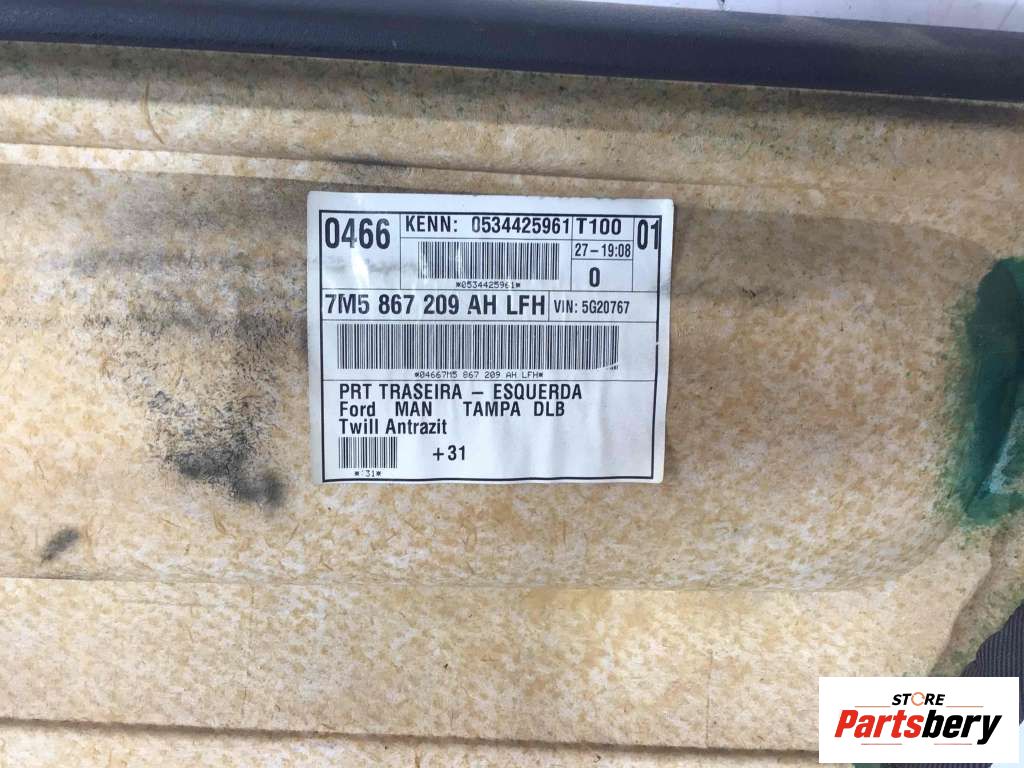 0466 KENN: 0534425961 T100 01
27-19:08
*0534425961* 0
7M5 867 209 AH LFH VIN: 5G20767
*04667M5 867 209 AH LFH*
PRT TRASEIRA - ESQUERDA
Ford MAN TAMPA DLB
Twill Antrazit
+31
*31*
STORE
Partsbery